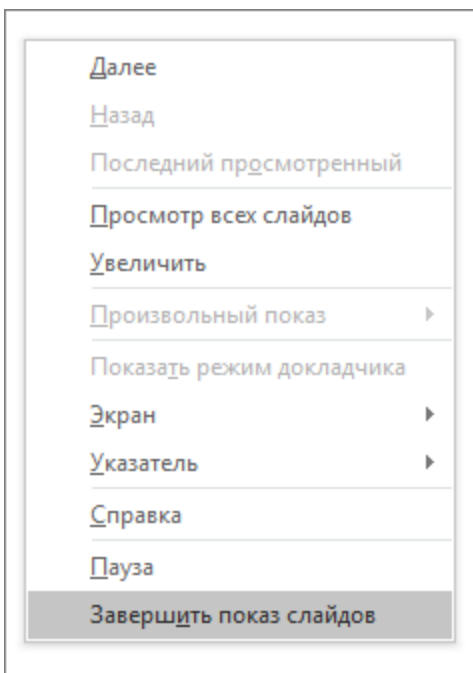 Далее
Назад
Последний просмотренный
Просмотр всех слайдов
Увеличить
Произвольный показ
Показать режим докладчика
Экран
Указатель
Справка
Пауза
Завершить показ слайдов